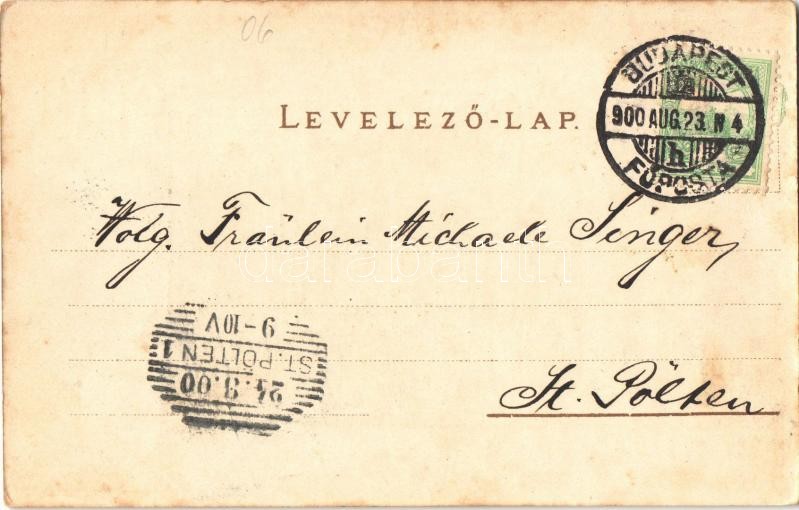 06
LEVELEZŐ-LAP.
BUDAPEST
900 AUG. 23. N 4
h
FŐPOSTA
Wolg. Fräulein Michaele Singer,
darabanth
St. Pölten
ST. PÖLTEN 1
24.8.00
9-10V